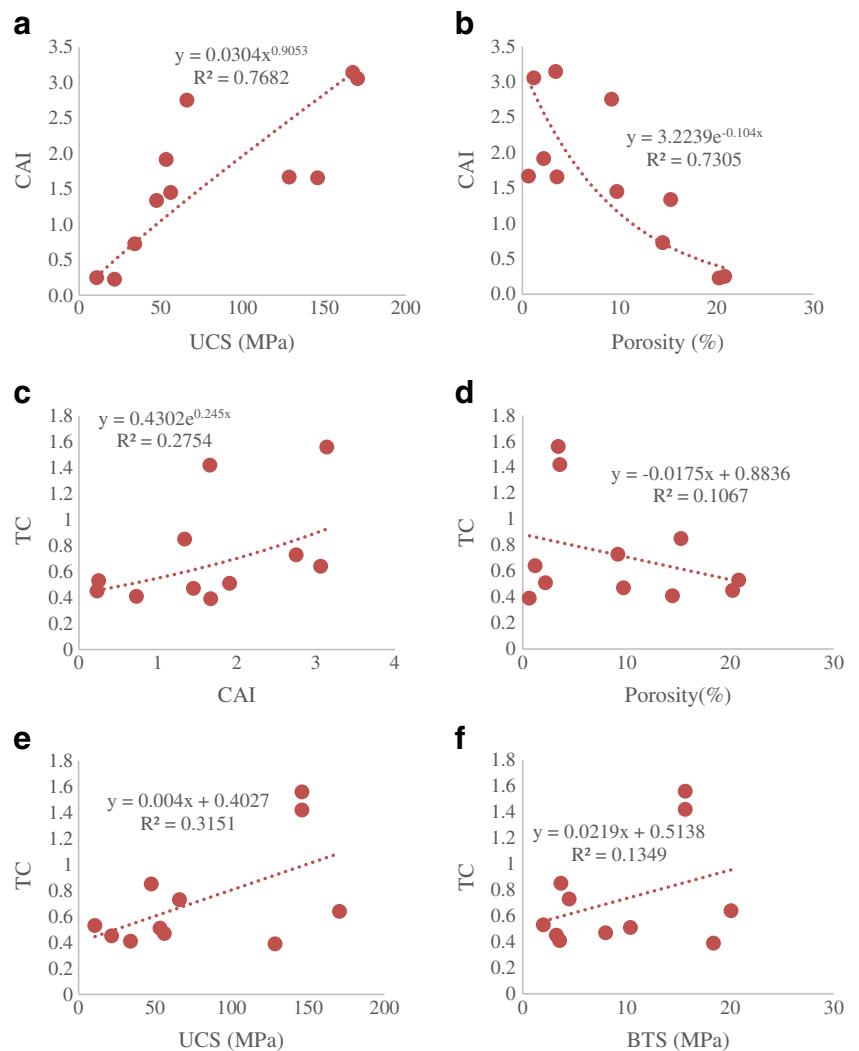 a
y = 0.0304x^0.9053
R² = 0.7682
CAI
3.5
3.0
2.5
2.0
1.5
1.0
0.5
0.0
0 50 100 150 200
UCS (MPa)
b
y = 3.2239e^-0.104x
R² = 0.7305
CAI
3.5
3.0
2.5
2.0
1.5
1.0
0.5
0.0
0 10 20 30
Porosity (%)
c
y = 0.4302e^0.245x
R² = 0.2754
TC
1.8
1.6
1.4
1.2
1
0.8
0.6
0.4
0.2
0
0 1 2 3 4
CAI
d
y = -0.0175x + 0.8836
R² = 0.1067
TC
1.8
1.6
1.4
1.2
1
0.8
0.6
0.4
0.2
0
0 10 20 30
Porosity(%)
e
y = 0.004x + 0.4027
R² = 0.3151
TC
1.8
1.6
1.4
1.2
1
0.8
0.6
0.4
0.2
0
0 50 100 150 200
UCS (MPa)
f
y = 0.0219x + 0.5138
R² = 0.1349
TC
1.8
1.6
1.4
1.2
1
0.8
0.6
0.4
0.2
0
0 10 20 30
BTS (MPa)